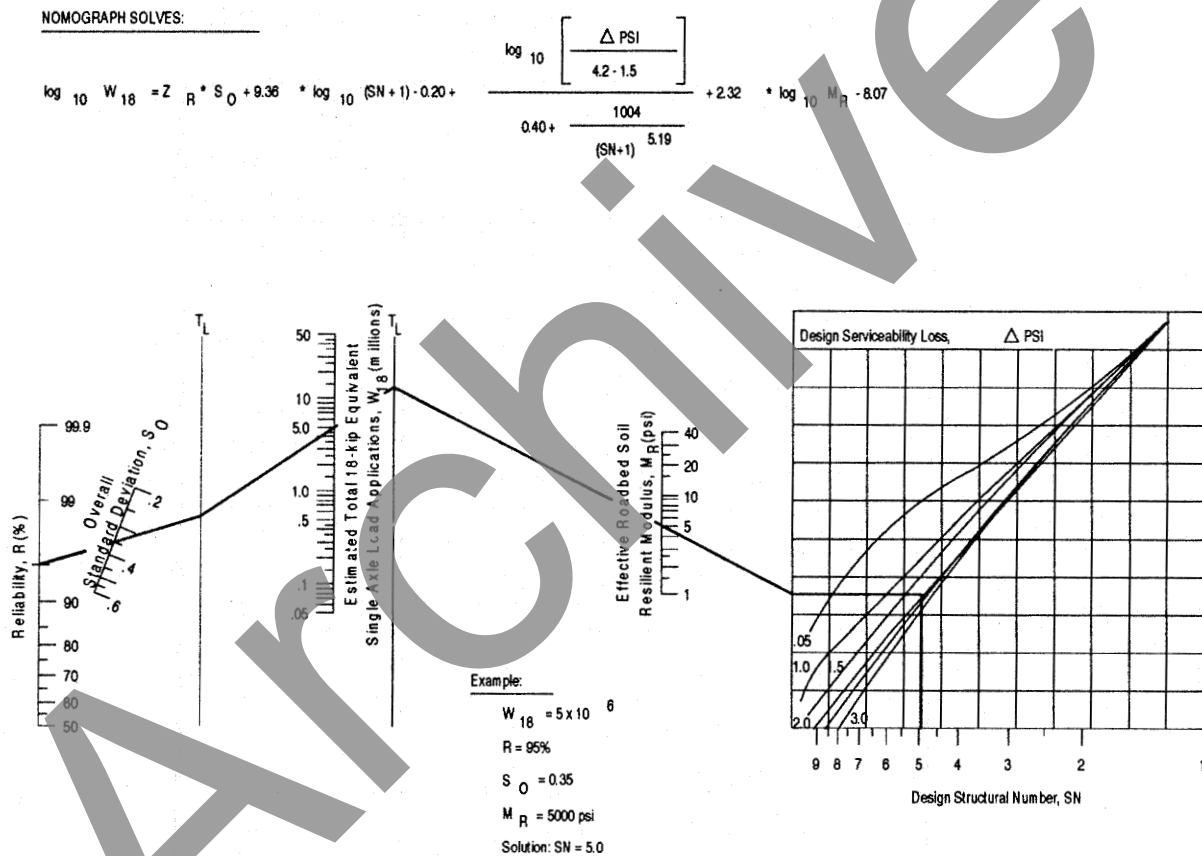 NOMOGRAPH SOLVES:
log 10 W 18 = Z R * S O + 9.36 * log 10 (SN + 1) - 0.20 + log 10 [ Δ PSI / 4.2 - 1.5 ] / 0.40 + 1004 / (SN+1) 5.19 + 2.32 * log 10 M R - 8.07
Reliability, R (%)
99.9
99
90
80
70
60
50
Overall
Standard Deviation, S O
.2
.4
.6
T L
Estimated Total 18-kip Equivalent
Single Axle Load Applications, W 18 (millions)
50
10
5.0
1.0
.5
.1
.05
T L
Effective Roadbed Soil
Resilient Modulus, M R (psi)
40
20
10
5
1
Design Serviceability Loss, Δ PSI
.05
1.0
1.5
2.0
3.0
9 8 7 6 5 4 3 2 1
Design Structural Number, SN
Example:
W 18 = 5 x 10 6
R = 95%
S O = 0.35
M R = 5000 psi
Solution: SN = 5.0
Archive